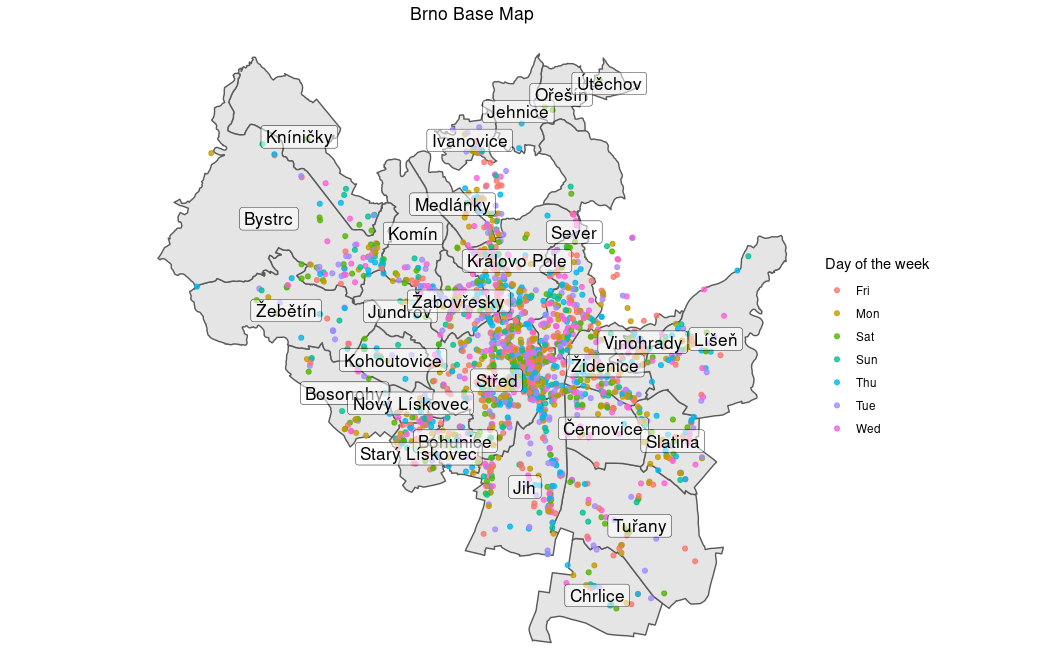 Brno Base Map
Útěchov
Ořešín
Jehnice
Ivanovice
Kníničky
Medlánky
Bystrc
Komín
Sever
Královo Pole
Žabovřesky
Žebětín
Jundrov
Vinohrady
Líšeň
Kohoutovice
Židenice
Střed
Bosonohy
Nový Lískovec
Černovice
Slatina
Bohunice
Starý Lískovec
Jih
Tuřany
Chrlice
Day of the week
Fri
Mon
Sat
Sun
Thu
Tue
Wed